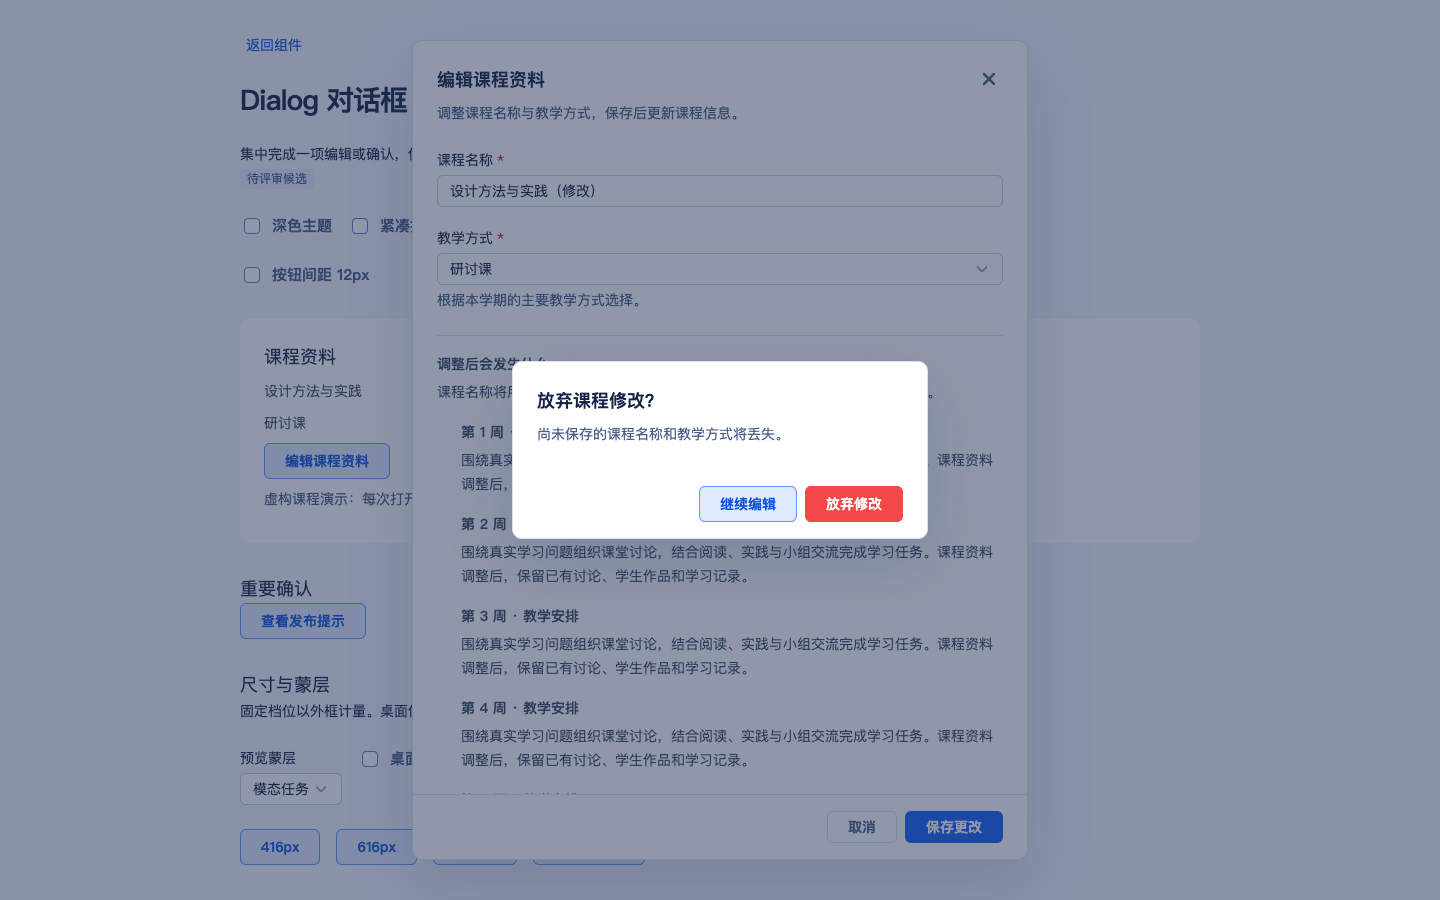 返回组件
Dialog 对话框
集中完成一项编辑或确认，
待评审候选
深色主题
紧凑
按钮间距 12px
课程资料
设计方法与实践
研讨课
编辑课程资料
虚构课程演示：每次打开
重要确认
查看发布提示
尺寸与蒙层
固定档位以外框计量。桌面
预览蒙层
桌面
模态任务
416px
616px
编辑课程资料
调整课程名称与教学方式，保存后更新课程信息。
课程名称 *
设计方法与实践（修改）
教学方式 *
研讨课
根据本学期的主要教学方式选择。
调整后会发生什么
课程名称将
。
第 1 周 ·
围绕真实
课程资料
调整后，
第 2 周
围绕真实学习问题组织课堂讨论，结合阅读、实践与小组交流完成学习任务。课程资料
调整后，保留已有讨论、学生作品和学习记录。
第 3 周 · 教学安排
围绕真实学习问题组织课堂讨论，结合阅读、实践与小组交流完成学习任务。课程资料
调整后，保留已有讨论、学生作品和学习记录。
第 4 周 · 教学安排
围绕真实学习问题组织课堂讨论，结合阅读、实践与小组交流完成学习任务。课程资料
调整后，保留已有讨论、学生作品和学习记录。
取消
保存更改
放弃课程修改?
尚未保存的课程名称和教学方式将丢失。
继续编辑
放弃修改